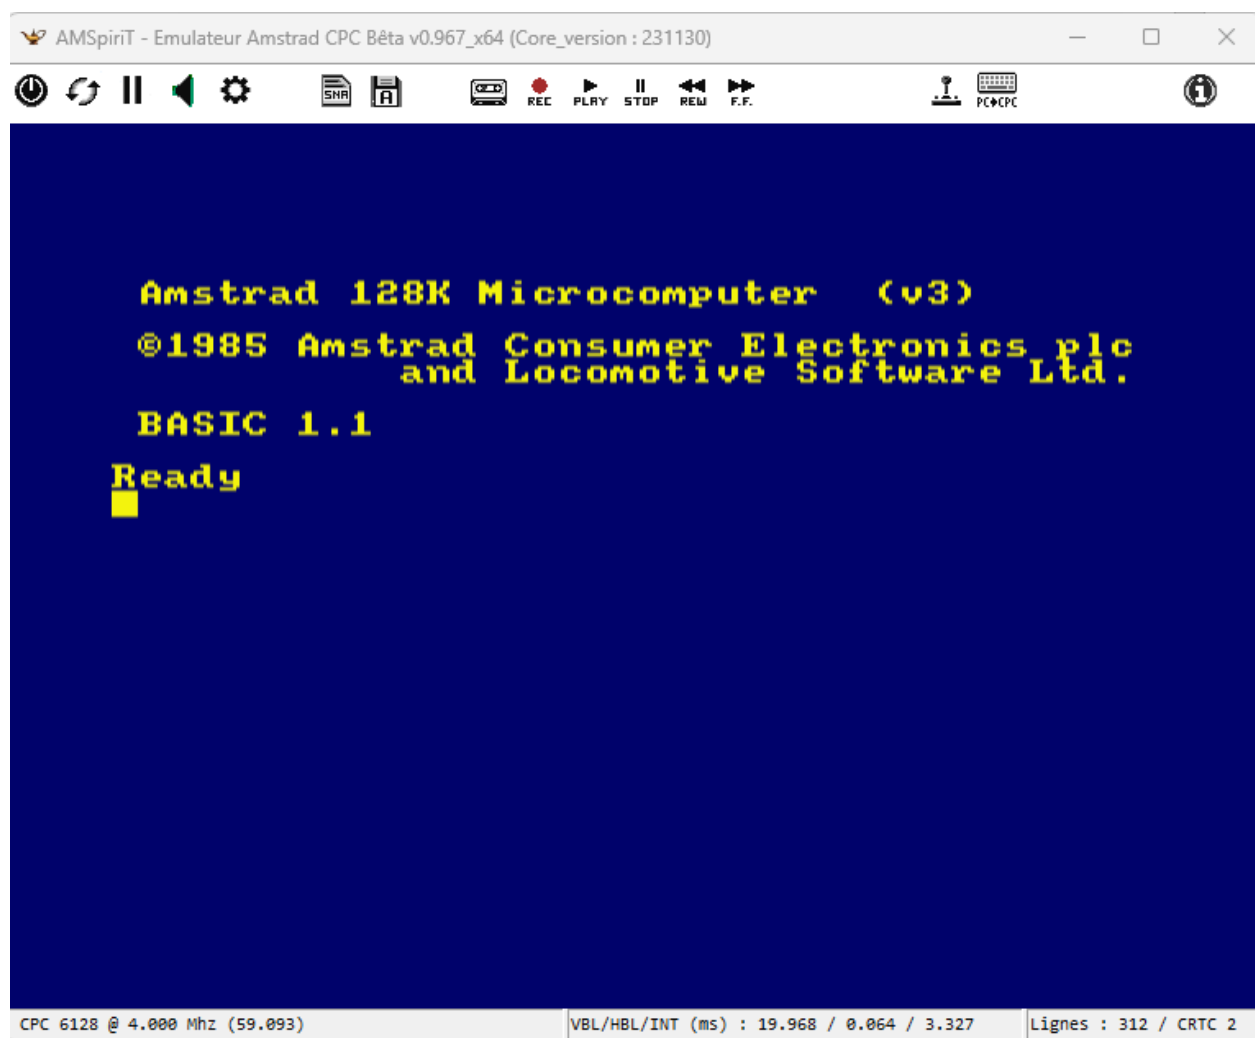 AMSpiriT - Emulateur Amstrad CPC Bêta v0.967_x64 (Core_version : 231130)
SNA A REC PLAY STOP REW F.F. PC CPC
Amstrad 128K Microcomputer (v3)
©1985 Amstrad Consumer Electronics plc
and Locomotive Software Ltd.
BASIC 1.1
Ready
CPC 6128 @ 4.000 Mhz (59.093) VBL/HBL/INT (ms) : 19.968 / 0.064 / 3.327 Lignes : 312 / CRTC 2